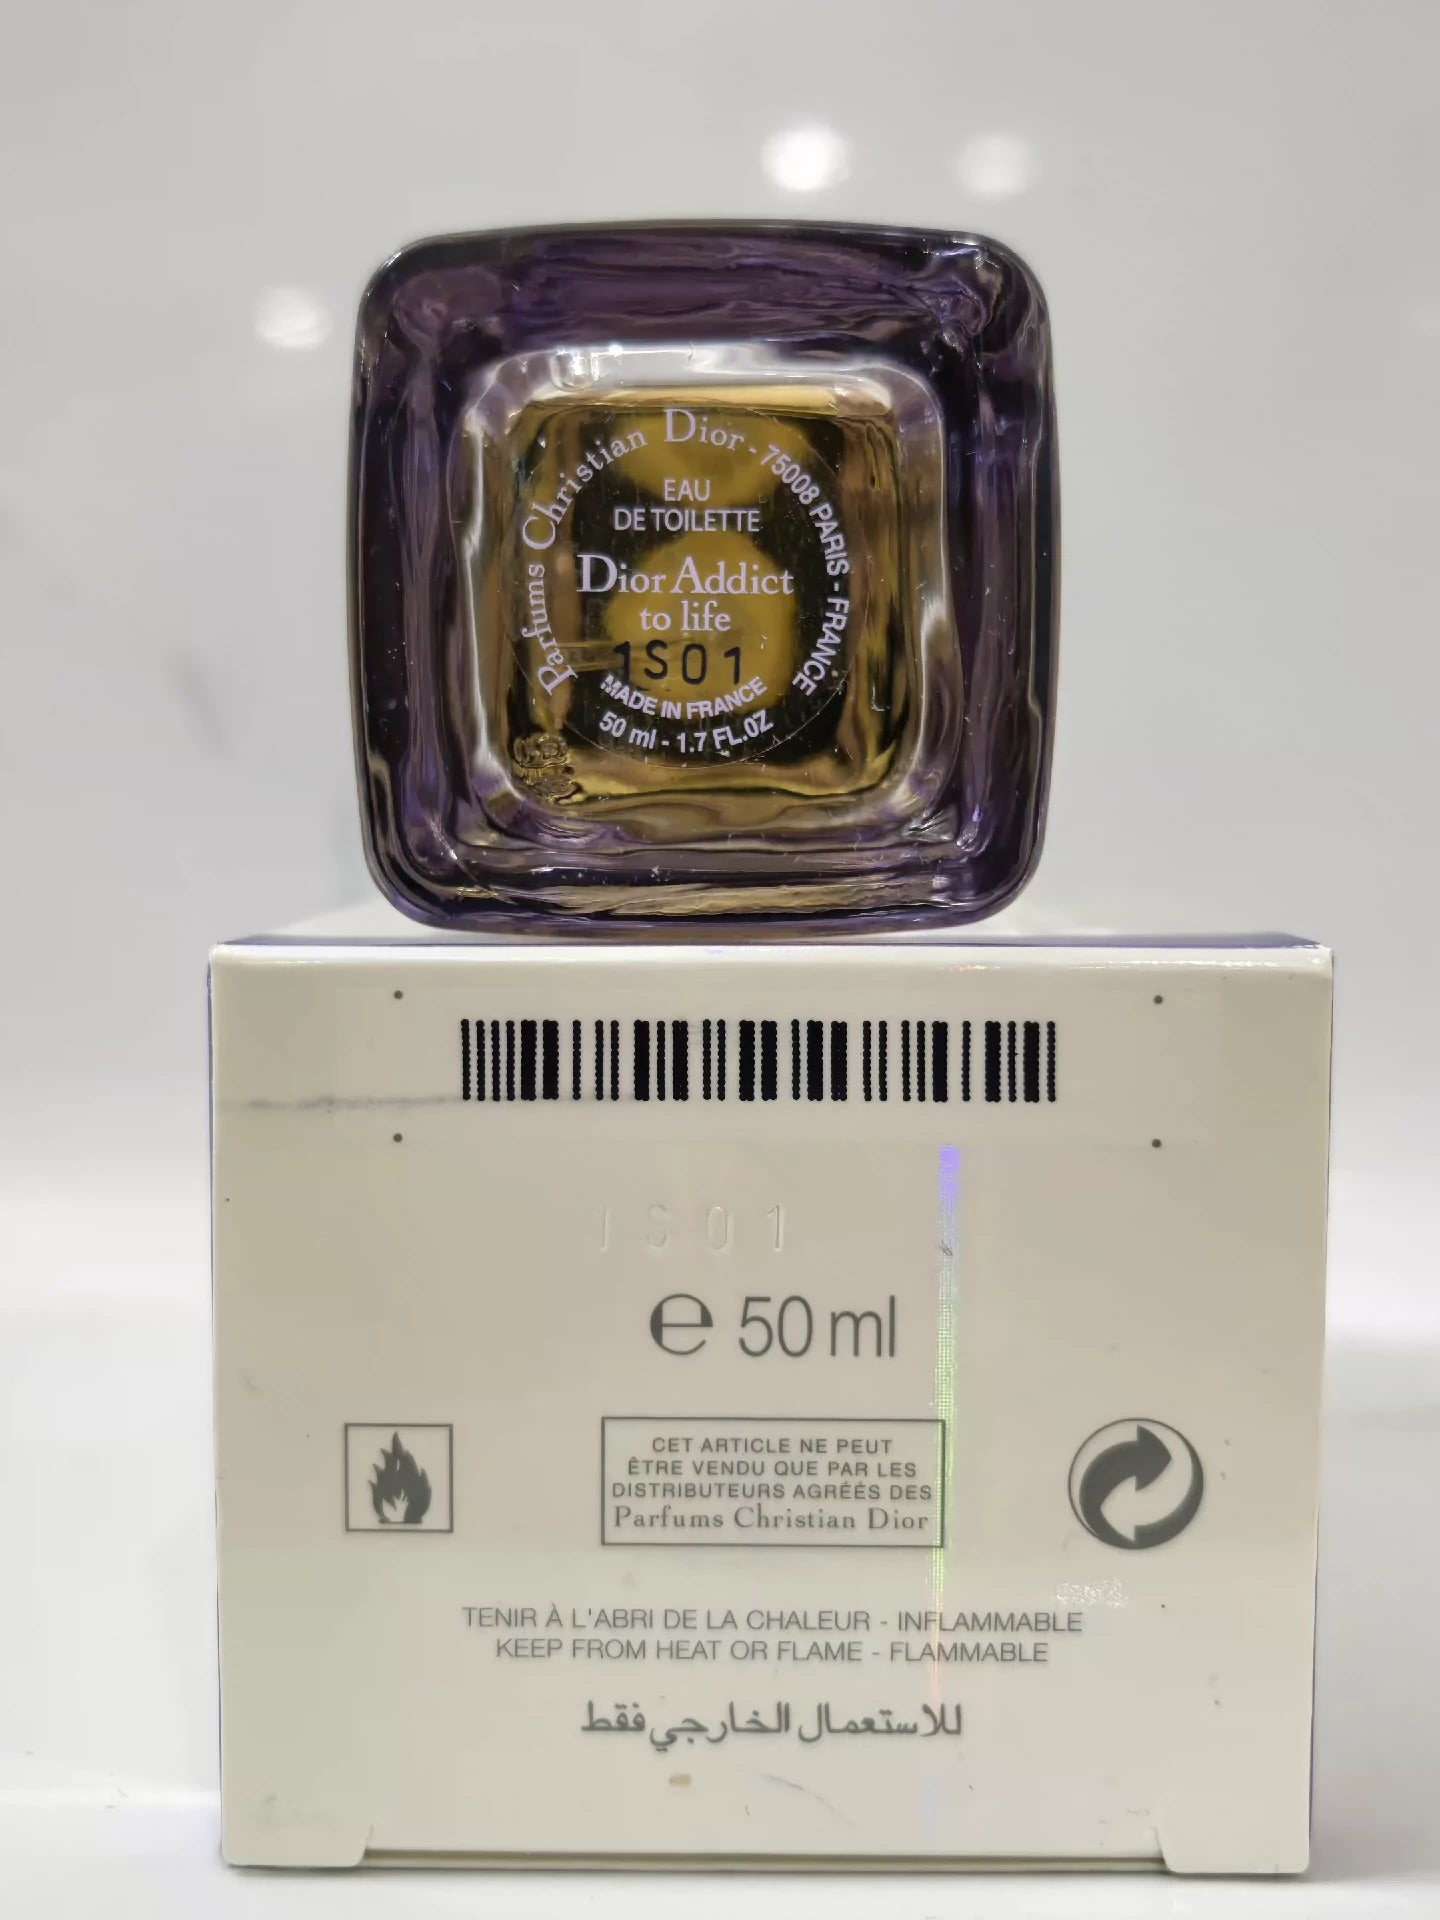 Parfums Christian Dior - 75008 PARIS - FRANCE
EAU
DE TOILETTE
Dior Addict
to life
1S01
MADE IN FRANCE
50 ml - 1.7 FL.OZ
1S01
℮ 50 ml
CET ARTICLE NE PEUT
ÊTRE VENDU QUE PAR LES
DISTRIBUTEURS AGRÉÉS DES
Parfums Christian Dior
TENIR À L'ABRI DE LA CHALEUR - INFLAMMABLE
KEEP FROM HEAT OR FLAME - FLAMMABLE
للاستعمال الخارجي فقط